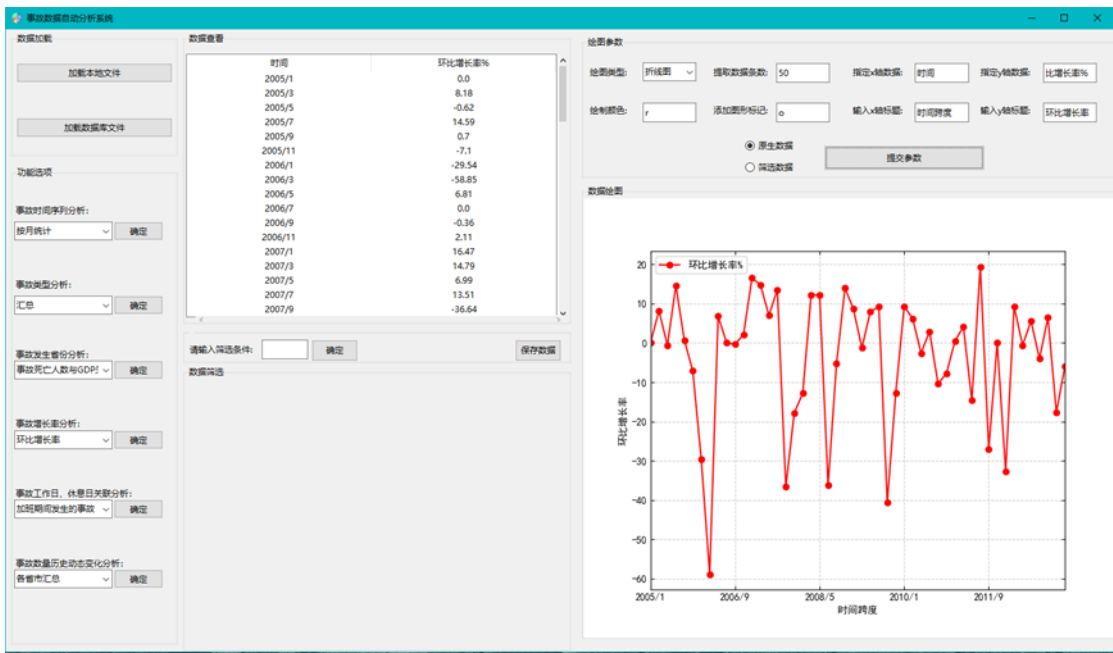 事故数据自动分析系统
数据加载
加载本地文件
加载数据库文件
功能选项
事故时间序列分析：
按月统计 确定
事故类型分析：
汇总 确定
事故发生省份分析：
事故死亡人数与GDP 确定
事故增长率分析：
环比增长率 确定
事故工作日、休息日关联分析：
加班期间发生的事故 确定
事故数量历史动态变化分析：
各省市汇总 确定
数据查看
时间 环比增长率%
2005/1 0.0
2005/3 8.18
2005/5 -0.62
2005/7 14.59
2005/9 0.7
2005/11 -7.1
2006/1 -29.54
2006/3 -58.85
2006/5 6.81
2006/7 0.0
2006/9 -0.36
2006/11 2.11
2007/1 16.47
2007/3 14.79
2007/5 6.99
2007/7 13.51
2007/9 -36.64
请输入筛选条件: 确定 保存数据
数据筛选
绘图参数
绘图类型: 折线图 提取数据条数: 50 指定x轴数据: 时间 指定y轴数据: 比增长率%
绘制颜色: r 添加图形标记: o 输入x轴标题: 时间跨度 输入y轴标题: 环比增长率
原生数据
筛选数据
提交参数
数据绘图
环比增长率%
20
10
0
-10
-20
-30
-40
-50
-60
环比增长率
2005/1 2006/9 2008/5 2010/1 2011/9
时间跨度